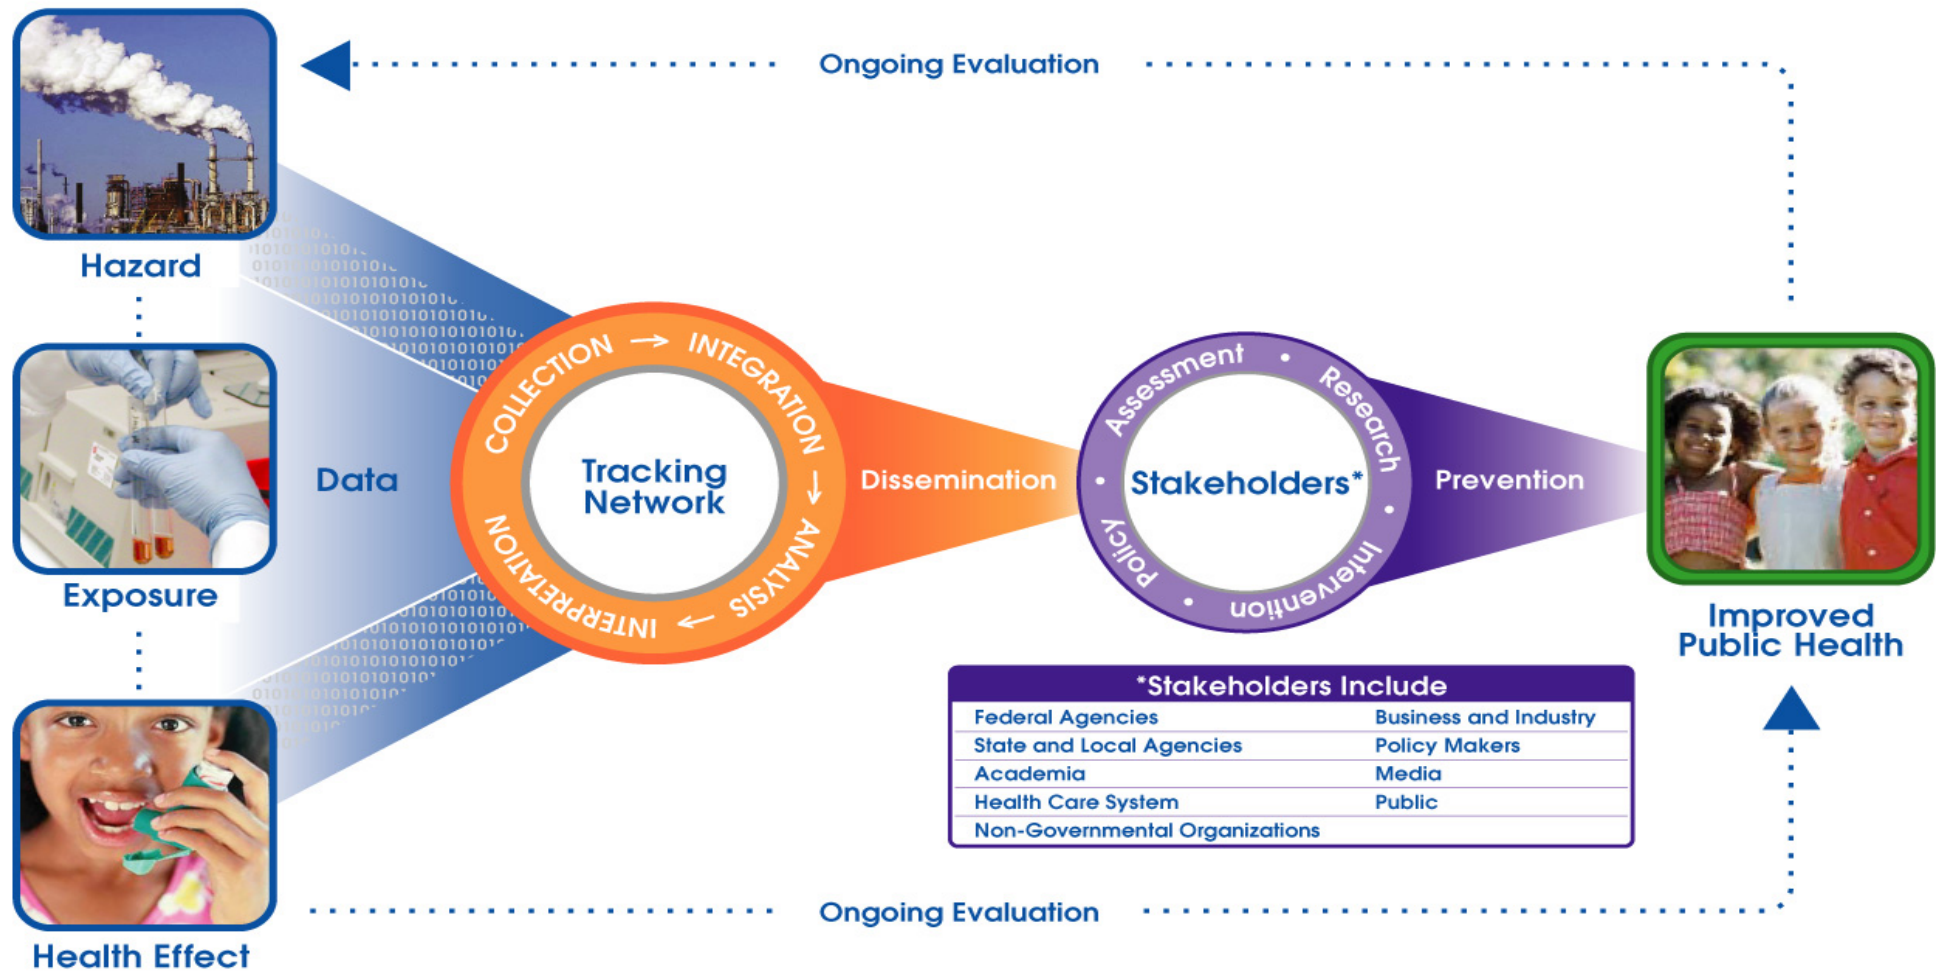 Ongoing Evaluation
Hazard
Exposure
Health Effect
Data
COLLECTION → INTEGRATION → ANALYSIS → INTERPRETATION
Tracking
Network
Dissemination
Assessment • Research • Intervention • Policy •
Stakeholders*
Prevention
Improved
Public Health
*Stakeholders Include
Federal Agencies
State and Local Agencies
Academia
Health Care System
Non-Governmental Organizations
Business and Industry
Policy Makers
Media
Public
Ongoing Evaluation